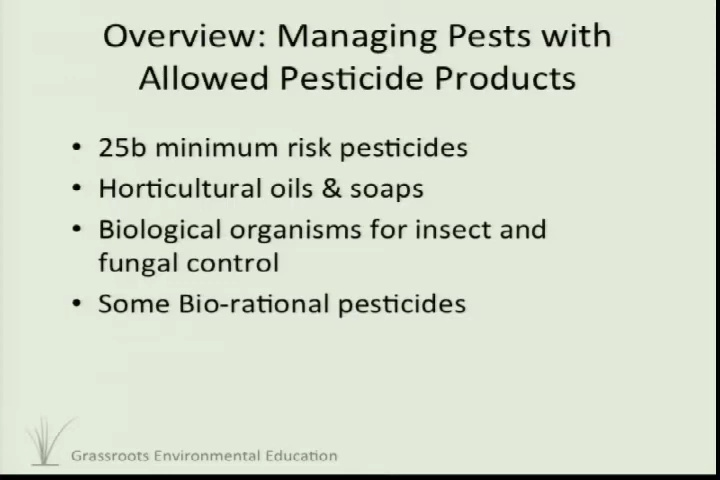 Overview: Managing Pests with
Allowed Pesticide Products
• 25b minimum risk pesticides
• Horticultural oils & soaps
• Biological organisms for insect and
fungal control
• Some Bio-rational pesticides
Grassroots Environmental Education